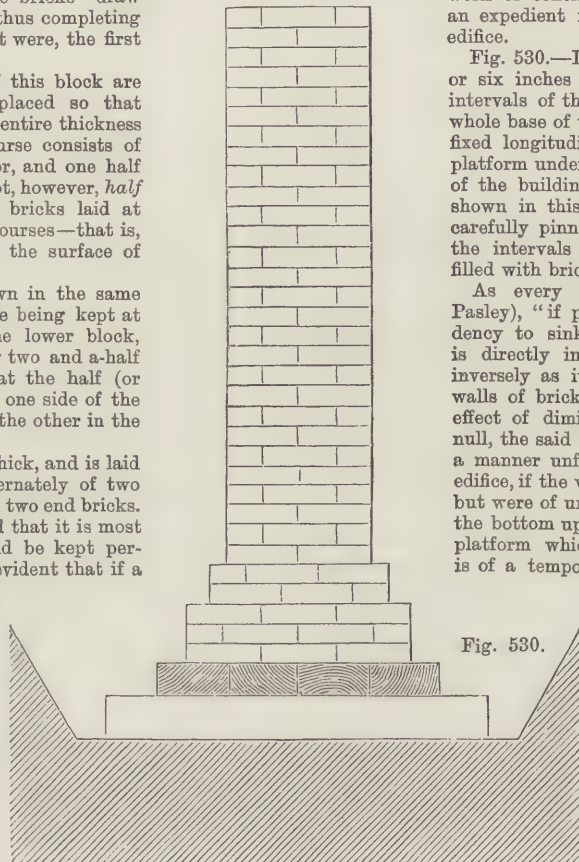 thus completing
t were, the first
this block are
placed so that
entire thickness
urse consists of
or, and one half
ot, however, half
bricks laid at
ourses—that is,
the surface of
wn in the same
e being kept at
e lower block,
two and a-half
at the half (or
one side of the
the other in the
hick, and is laid
ernately of two
two end bricks.
d that it is most
ld be kept per-
evident that if a
an expedient
edifice.
Fig. 530.—I
or six inches
intervals of th
whole base of
fixed longitudi
platform under
of the building
shown in this
carefully pinn
the intervals
filled with bric
As every
Pasley), “if p
dency to sink
is directly in
inversely as i
walls of brick
effect of dimi
null, the said
a manner unf
edifice, if the
but were of un
the bottom up
platform whic
is of a tempo
Fig. 530.